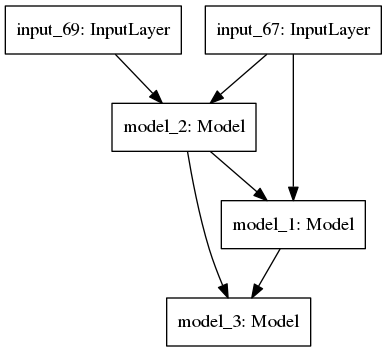 input_69: InputLayer
input_67: InputLayer
model_2: Model
model_1: Model
model_3: Model